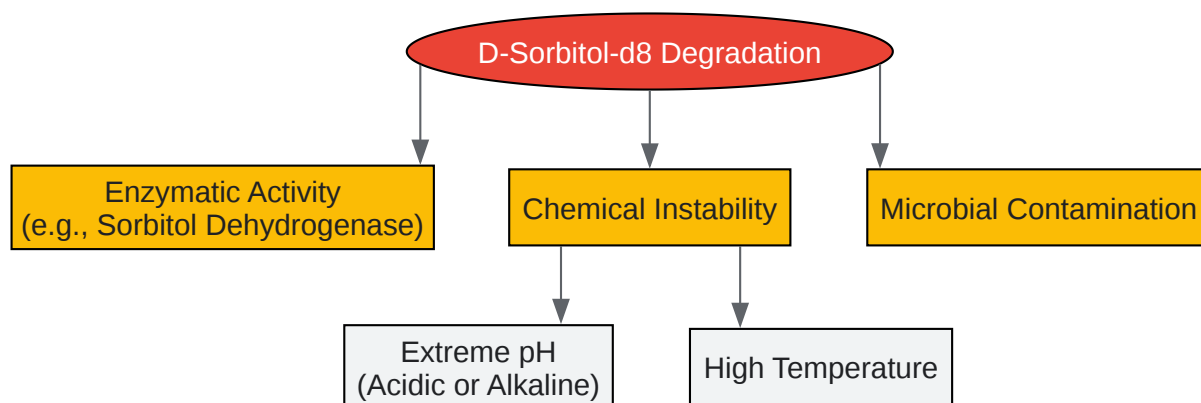 D-Sorbitol-d8 Degradation
Enzymatic Activity
(e.g., Sorbitol Dehydrogenase)
Chemical Instability
Microbial Contamination
Extreme pH
(Acidic or Alkaline)
High Temperature